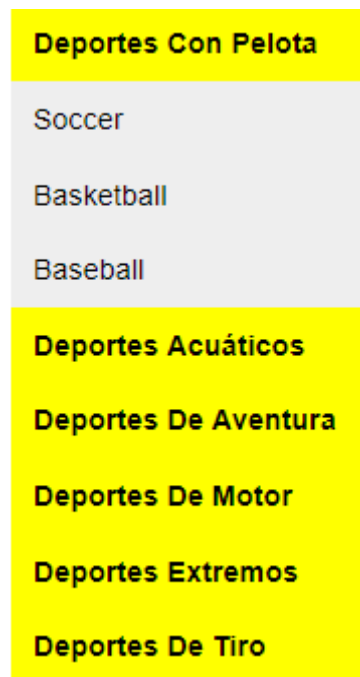 Deportes Con Pelota
Soccer
Basketball
Baseball
Deportes Acuáticos
Deportes De Aventura
Deportes De Motor
Deportes Extremos
Deportes De Tiro